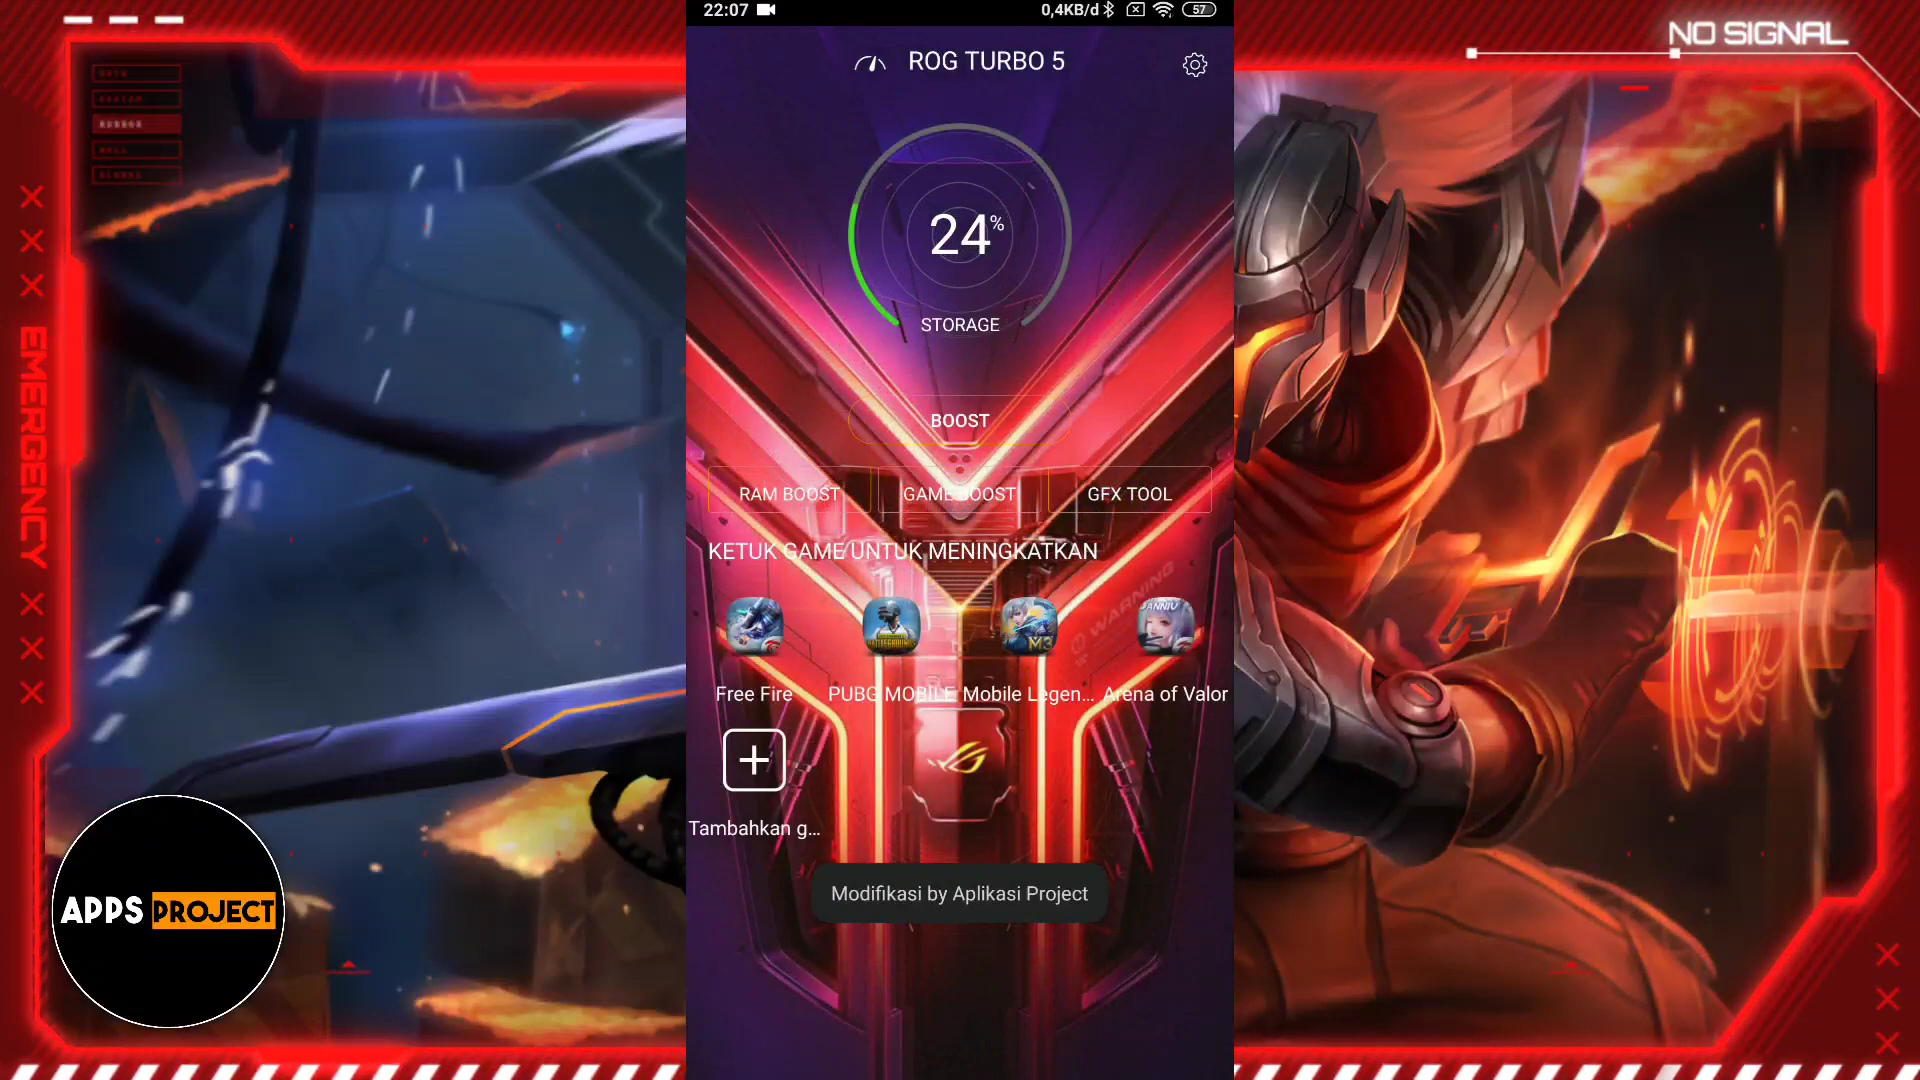 22:07
0,4KB/d
57
NO SIGNAL
ROG TURBO 5
24%
STORAGE
BOOST
RAM BOOST
GAME BOOST
GFX TOOL
KETUK GAME UNTUK MENINGKATKAN
WARNING
M3
Free Fire
PUBG MOBILE
Mobile Legen...
Arena of Valor
Tambahkan g...
Modifikasi by Aplikasi Project
EMERGENCY
APPS PROJECT